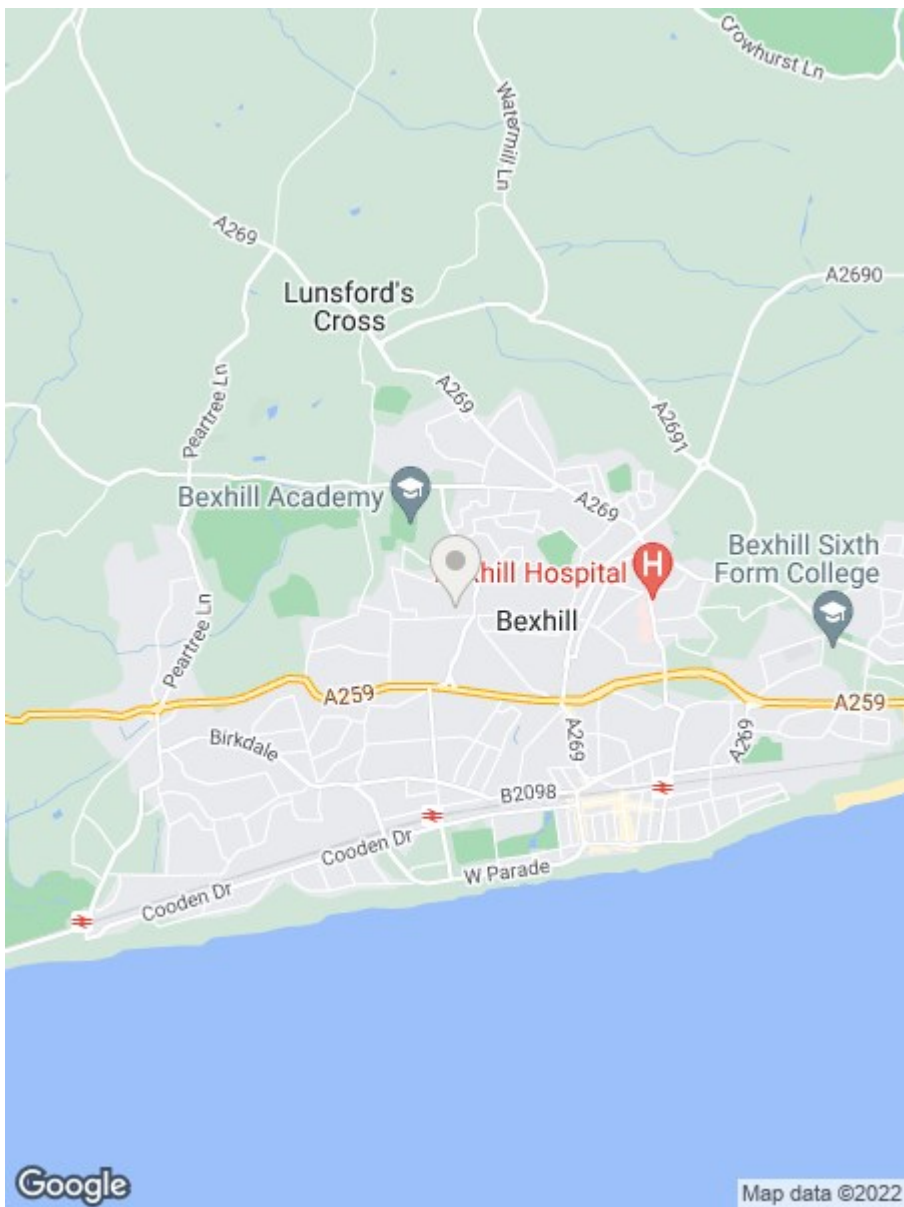 Crowhurst Ln
Watermill Ln
A269
A2690
Lunsford's
Cross
Peartree Ln
A269
A2691
Bexhill Academy
A269
Bexhill Sixth
Form College
xhill Hospital
H
Bexhill
Peartree Ln
A259
A259
Birkdale
A269
A269
B2098
Cooden Dr
W Parade
Cooden Dr
Google
Map data ©2022